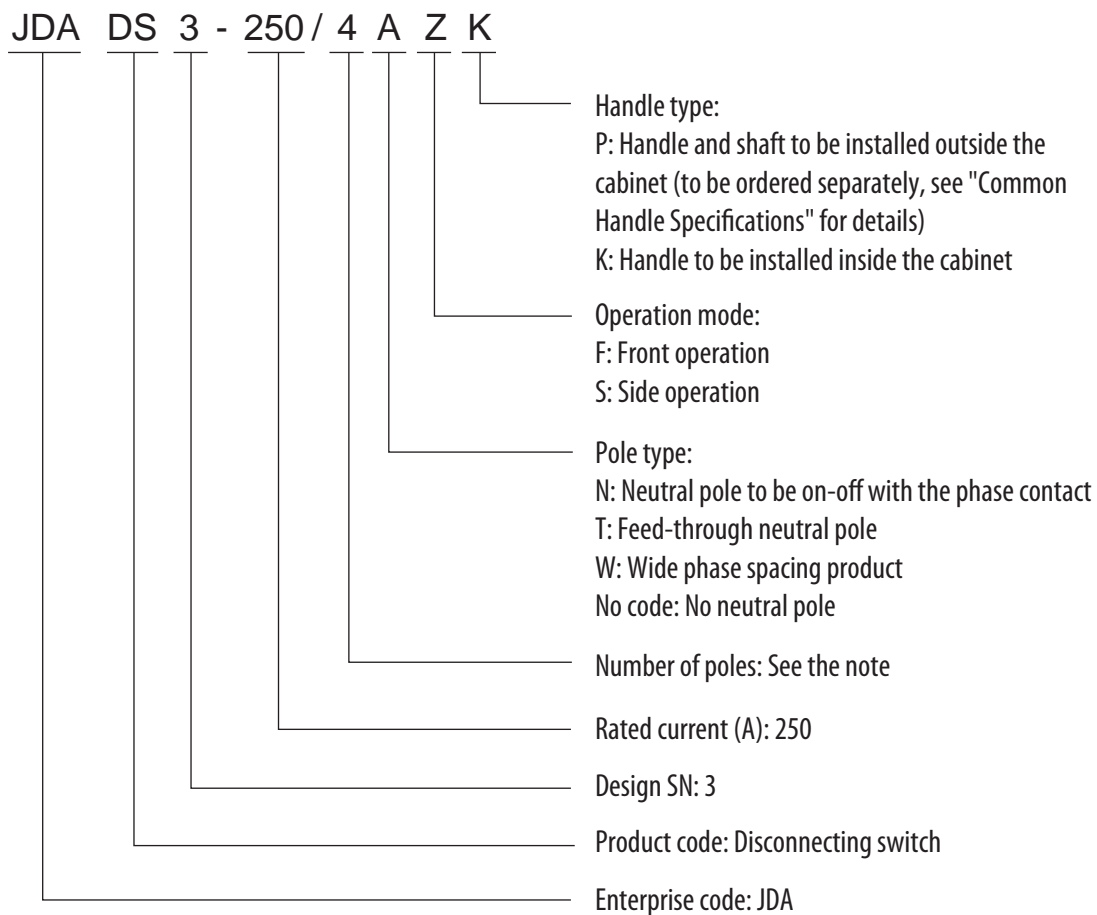 JDA DS 3 - 250 / 4 A Z K
Handle type:
P: Handle and shaft to be installed outside the
cabinet (to be ordered separately, see "Common
Handle Specifications" for details)
K: Handle to be installed inside the cabinet
Operation mode:
F: Front operation
S: Side operation
Pole type:
N: Neutral pole to be on-off with the phase contact
T: Feed-through neutral pole
W: Wide phase spacing product
No code: No neutral pole
Number of poles: See the note
Rated current (A): 250
Design SN: 3
Product code: Disconnecting switch
Enterprise code: JDA